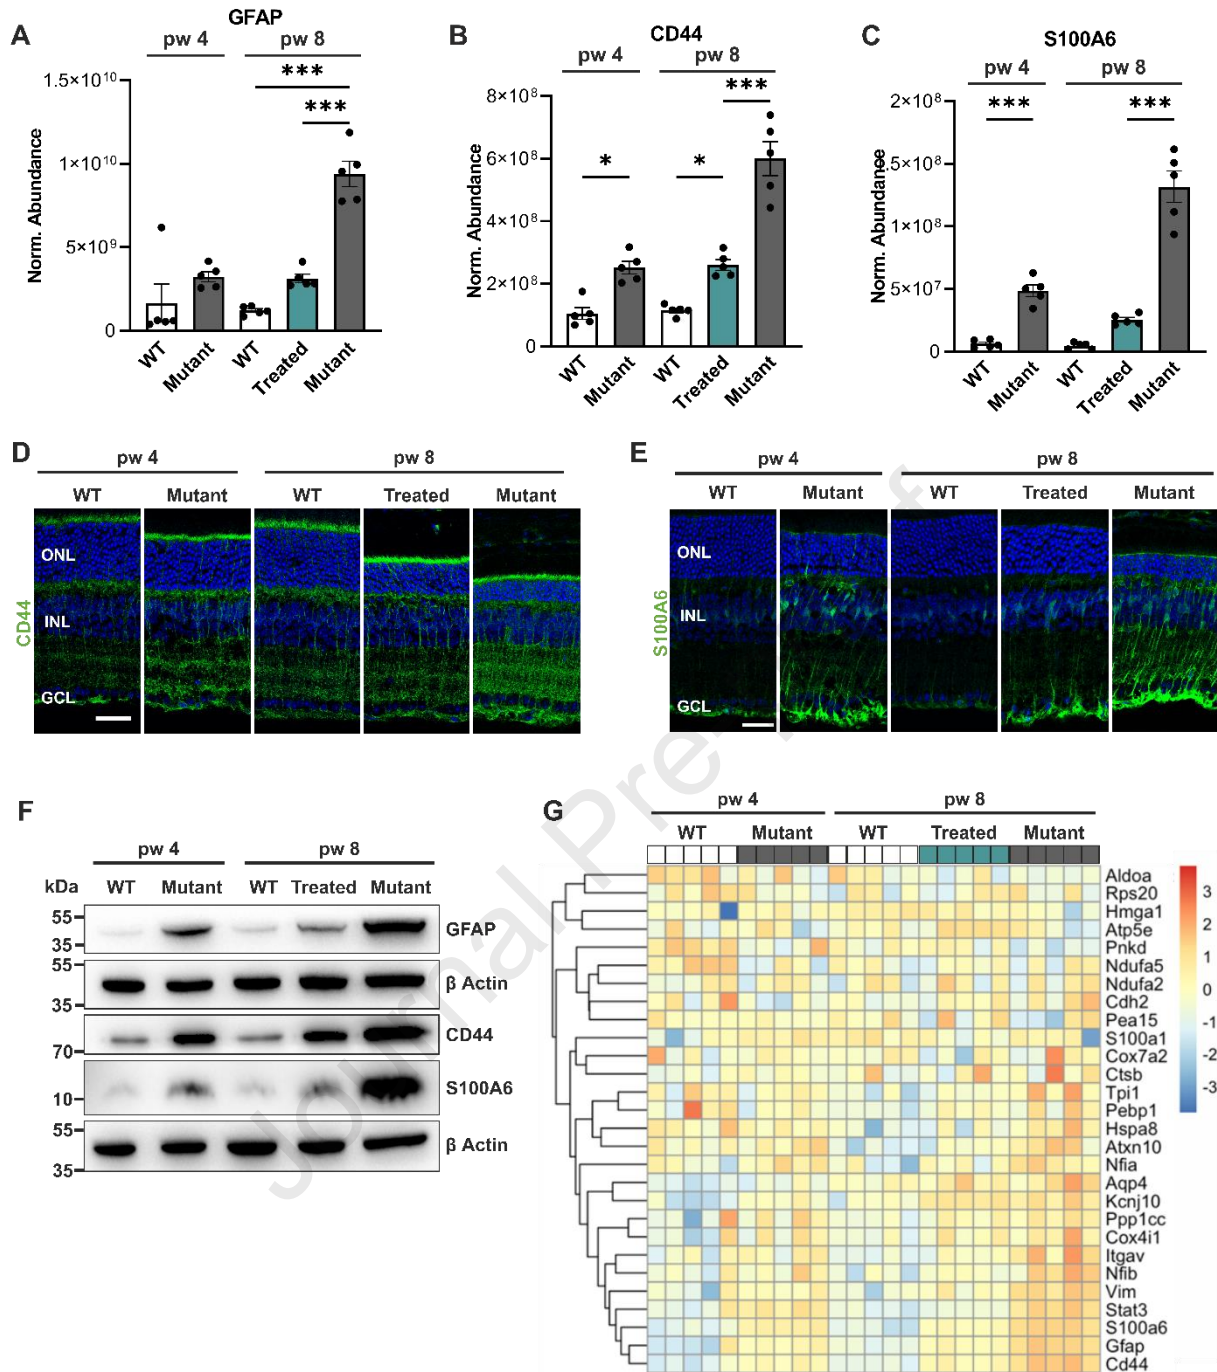 A
GFAP
pw 4
pw 8
***
***
Norm. Abundance
1.5×10¹⁰
1×10¹⁰
5×10⁹
0
WT
Mutant
WT
Treated
Mutant
B
CD44
pw 4
pw 8
***
*
*
Norm. Abundance
8×10⁸
6×10⁸
4×10⁸
2×10⁸
0
WT
Mutant
WT
Treated
Mutant
C
S100A6
pw 4
pw 8
***
***
Norm. Abundance
2×10⁸
.5×10⁸
1×10⁸
5×10⁷
0
WT
Mutant
WT
Treated
Mutant
D
pw 4
pw 8
WT
Mutant
WT
Treated
Mutant
CD44
ONL
INL
GCL
E
pw 4
pw 8
WT
Mutant
WT
Treated
Mutant
S100A6
ONL
INL
GCL
F
pw 4
pw 8
kDa
WT
Mutant
WT
Treated
Mutant
55
35
GFAP
55
35
β Actin
70
CD44
10
S100A6
55
35
β Actin
G
pw 4
pw 8
WT
Mutant
WT
Treated
Mutant
Aldoa
Rps20
Hmga1
Atp5e
Pnkd
Ndufa5
Ndufa2
Cdh2
Pea15
S100a1
Cox7a2
Ctsb
Tpi1
Pebp1
Hspa8
Atxn10
Nfia
Aqp4
Kcnj10
Ppp1cc
Cox4i1
Itgav
Nfib
Vim
Stat3
S100a6
Gfap
Cd44
3
2
1
0
-1
-2
-3
Journal Pre-
f